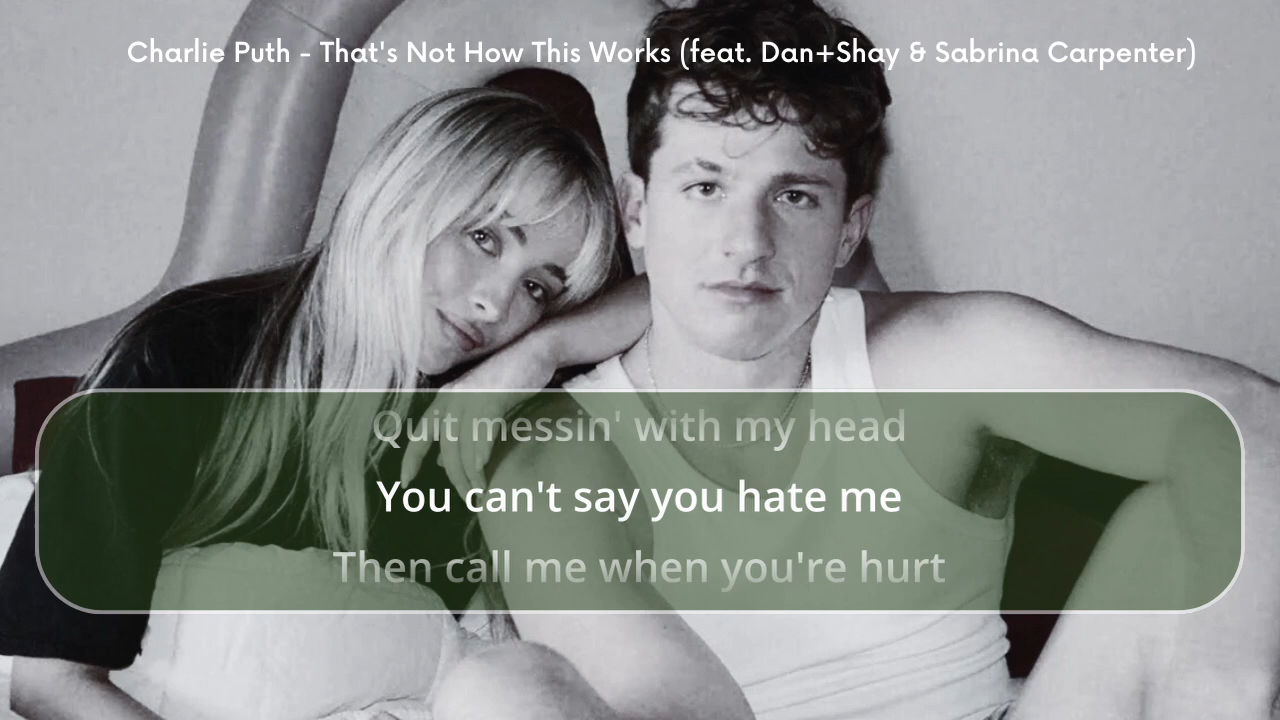 Charlie Puth - That's Not How This Works (feat. Dan+Shay & Sabrina Carpenter)
Quit messin' with my head
You can't say you hate me
Then call me when you're hurt